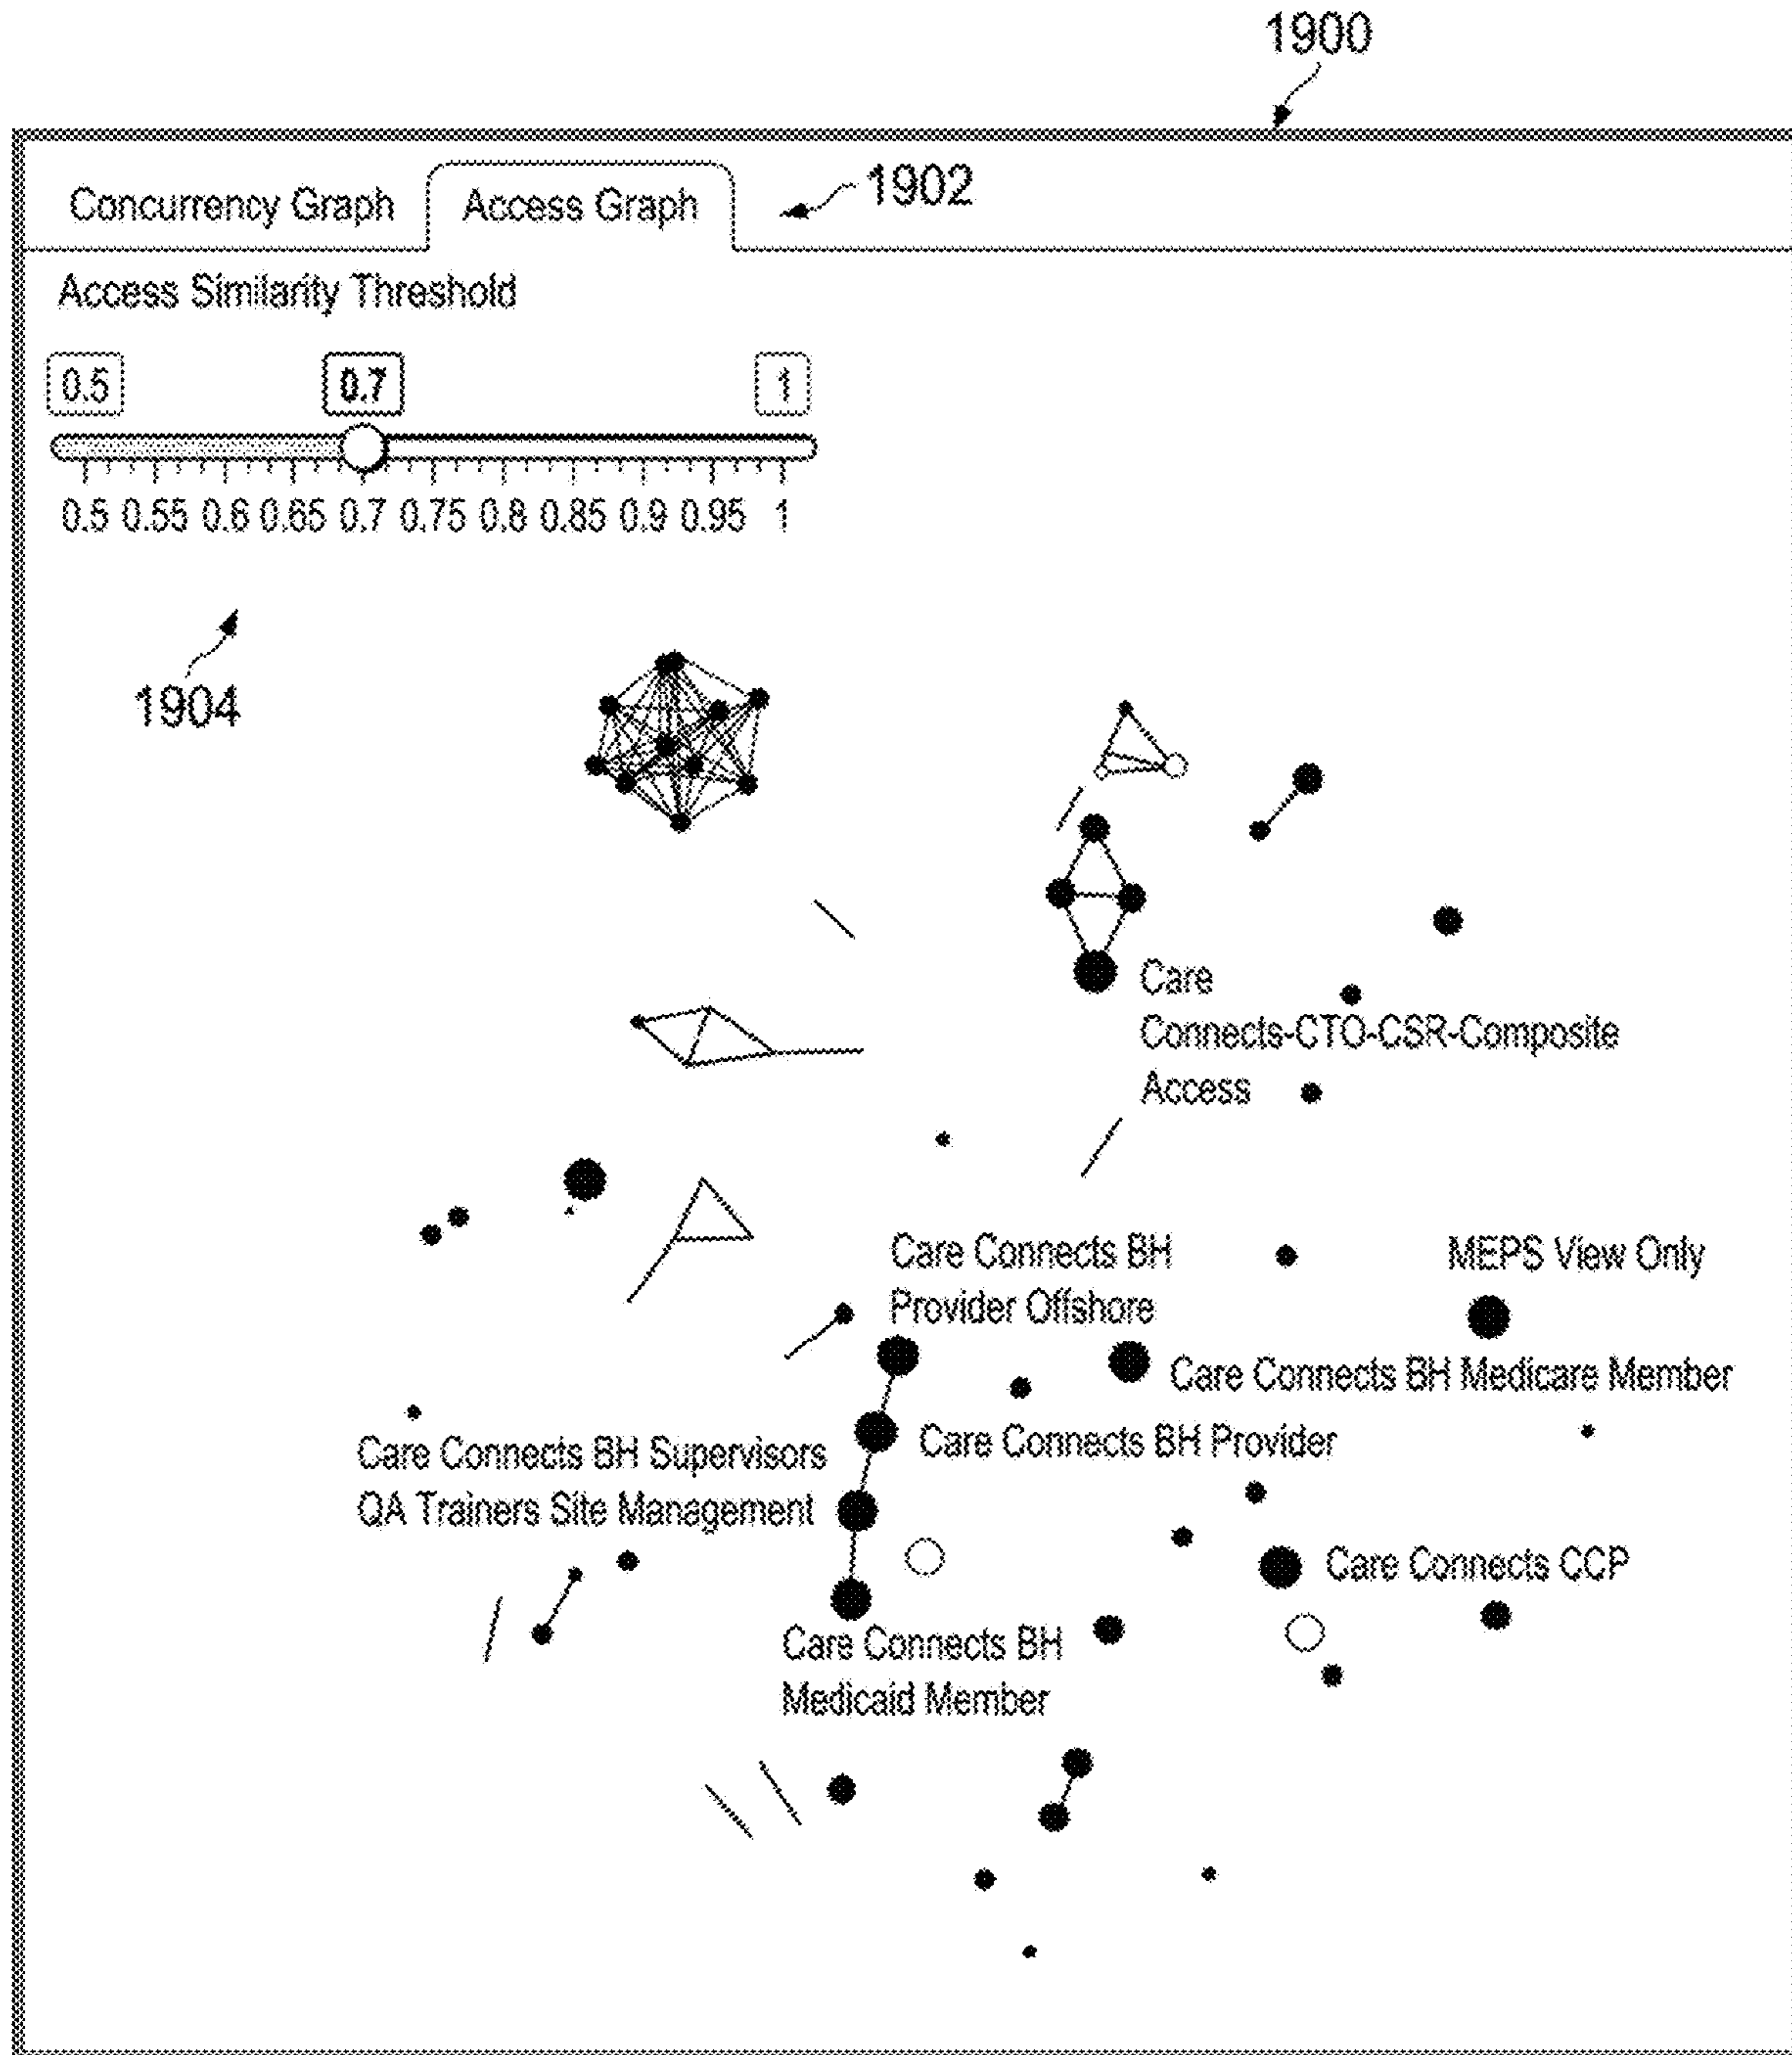 1900
Concurrency Graph
Access Graph
1902
Access Similarity Threshold
0.5
0.7
1
0.5 0.55 0.6 0.65 0.7 0.75 0.8 0.85 0.9 0.95 1
1904
Care
Connects-CTO-CSR-Composite
Access
Care Connects BH
Provider Offshore
MEPS View Only
Care Connects BH Medicare Member
Care Connects BH Provider
Care Connects BH Supervisors
QA Trainers Site Management
Care Connects CCP
Care Connects BH
Medicaid Member